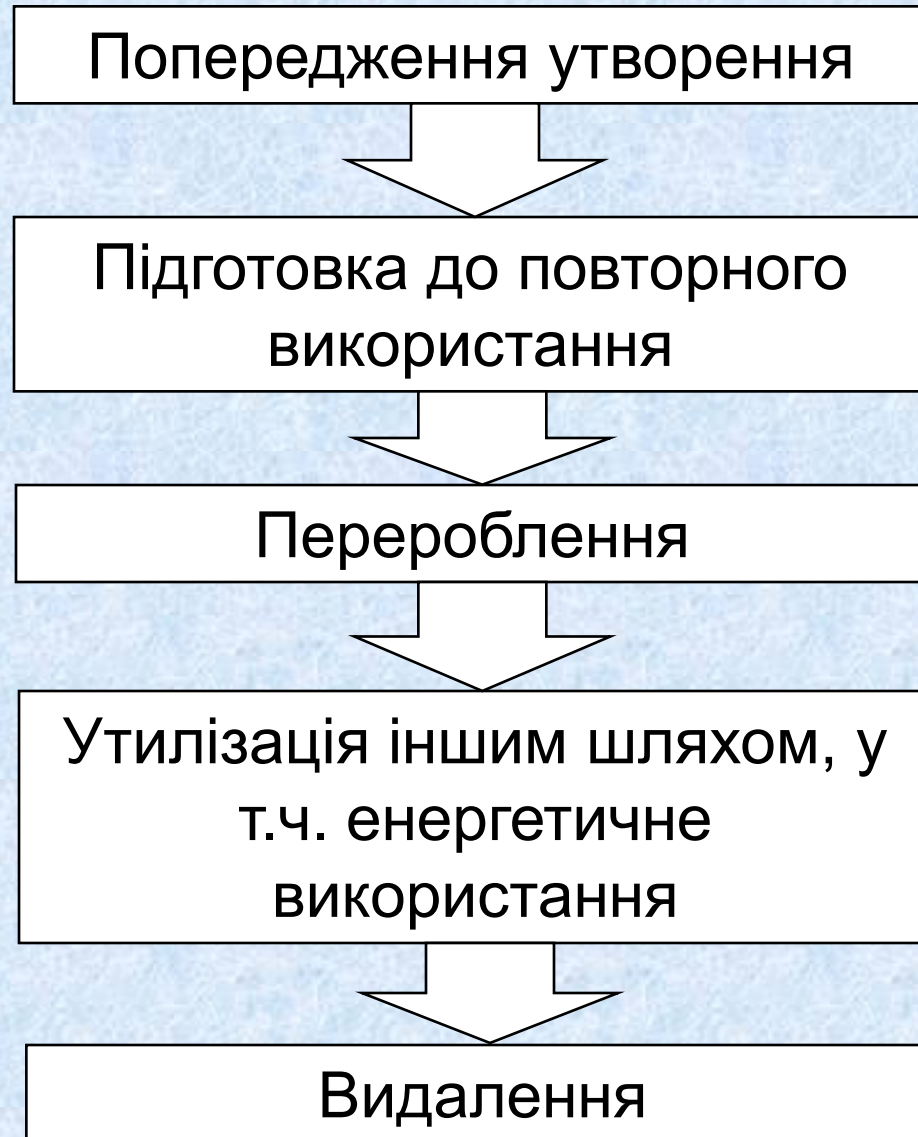 Попередження утворення
Підготовка до повторного
використання
Перероблення
Утилізація іншим шляхом, у
т.ч. енергетичне
використання
Видалення